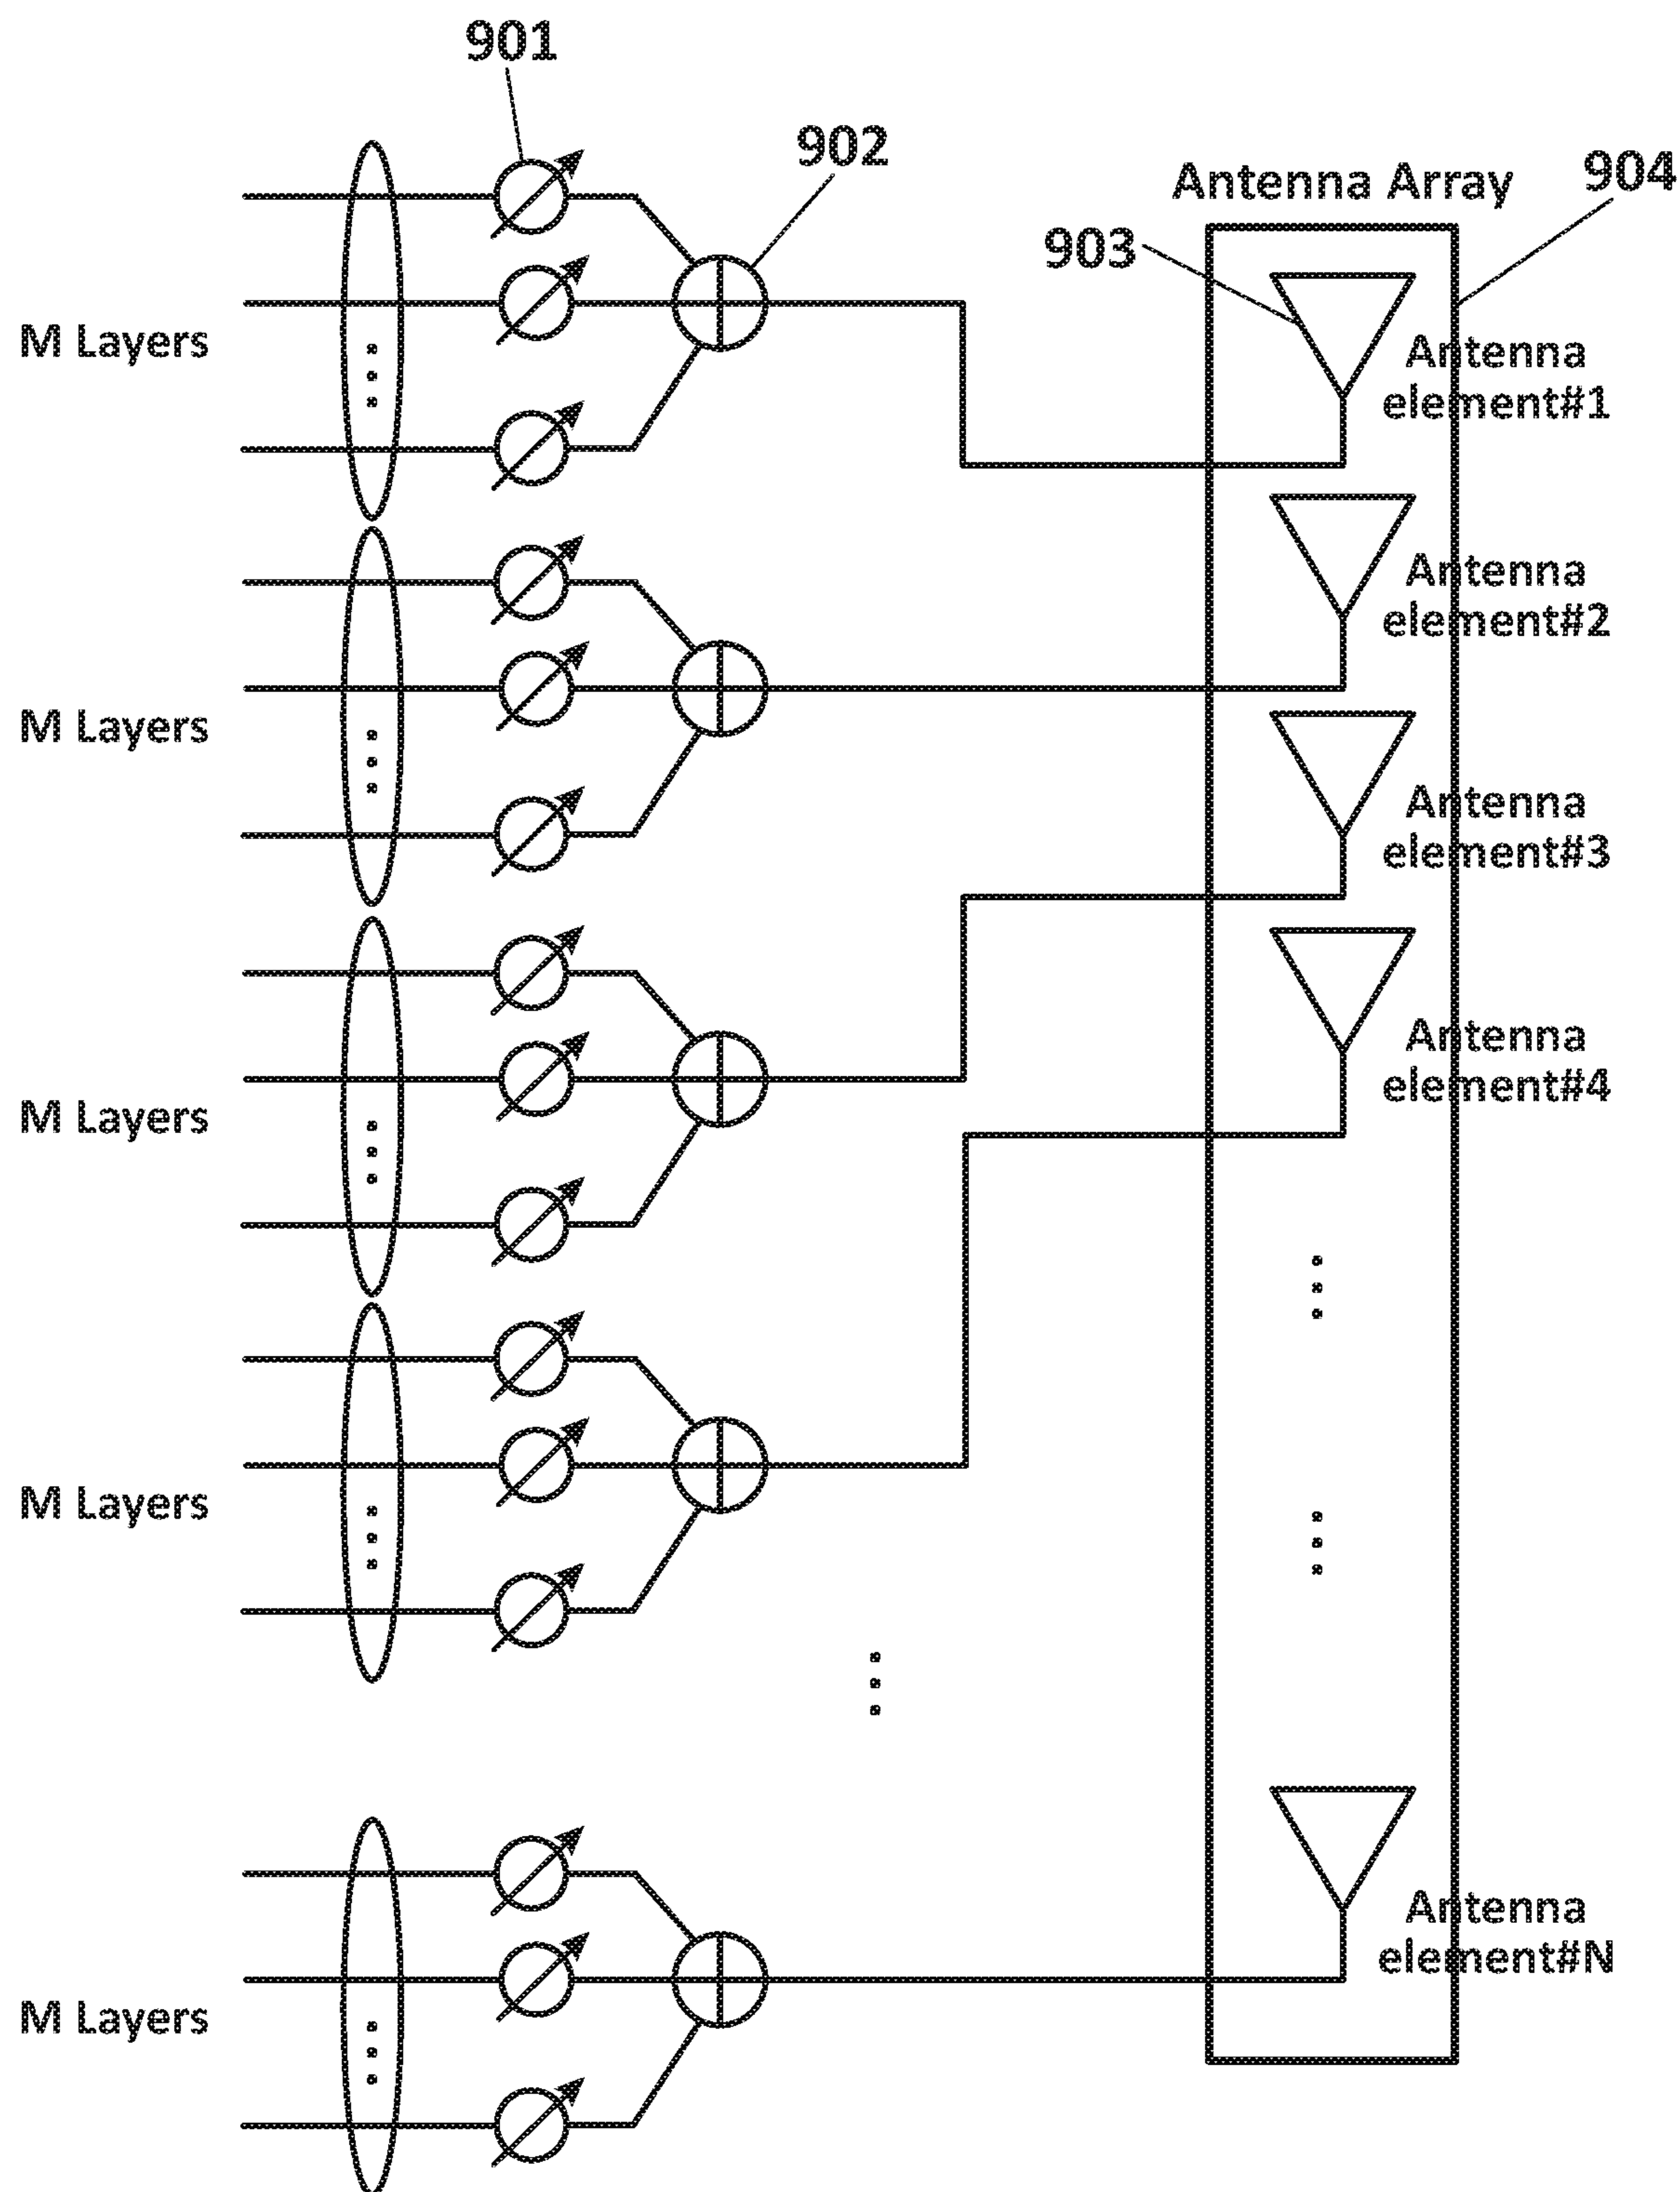 901
902
Antenna Array
904
903
M Layers
Antenna
element#1
Antenna
element#2
M Layers
Antenna
element#3
M Layers
Antenna
element#4
M Layers
Antenna
element#N
M Layers